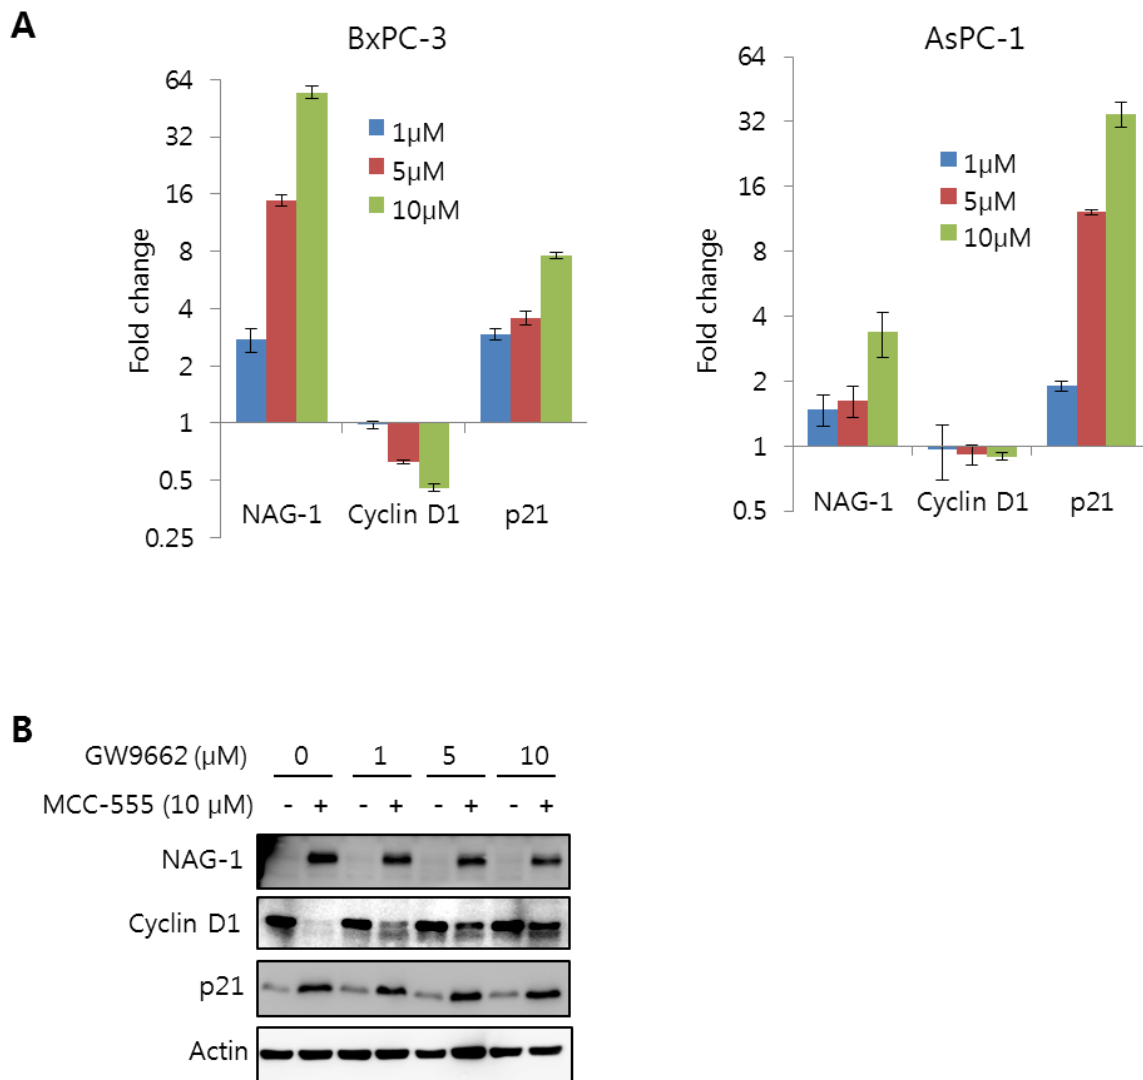 A
BxPC-3
64
32
16
8
4
2
1
0.5
0.25
Fold change
1µM
5µM
10µM
NAG-1 Cyclin D1 p21
AsPC-1
64
32
16
8
4
2
1
0.5
Fold change
1µM
5µM
10µM
NAG-1 Cyclin D1 p21
B
GW9662 (µM) 0 1 5 10
MCC-555 (10 µM) - + - + - + - +
NAG-1
Cyclin D1
p21
Actin